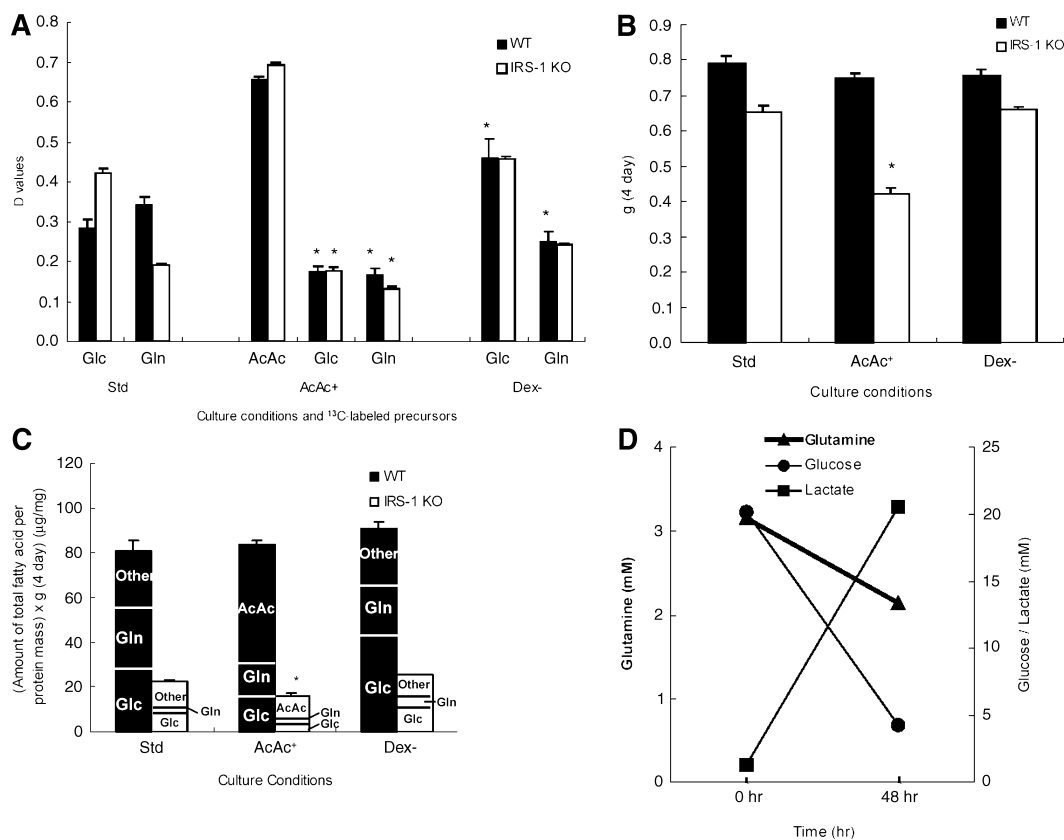 A
0.8
0.7
0.6
0.5
0.4
0.3
0.2
0.1
0.0
D values
WT
IRS-1 KO
*
* *
*
*
*
Glc Gln AcAc Glc Gln Glc Gln
Std AcAc+ Dex-
Culture conditions and ¹³C-labeled precursors
B
0.9
0.8
0.7
0.6
0.5
0.4
0.3
0.2
0.1
0.0
g (4 day)
WT
IRS-1 KO
*
Std AcAc⁺ Dex-
Culture conditions
C
120
100
80
60
40
20
0
(Amount of total fatty acid per
protein mass) x g (4 day) (µg/mg)
WT
IRS-1 KO
Other
Gln
Glc
Other
Gln
Glc
AcAc
Gln
Glc
*
AcAc
Gln
Glc
Other
Gln
Glc
Other
Gln
Glc
Std AcAc⁺ Dex-
Culture Conditions
D
4
3
2
1
0
Glutamine (mM)
Glutamine
Glucose
Lactate
25
20
15
10
5
0
Glucose / Lactate (mM)
0 hr 48 hr
Time (hr)